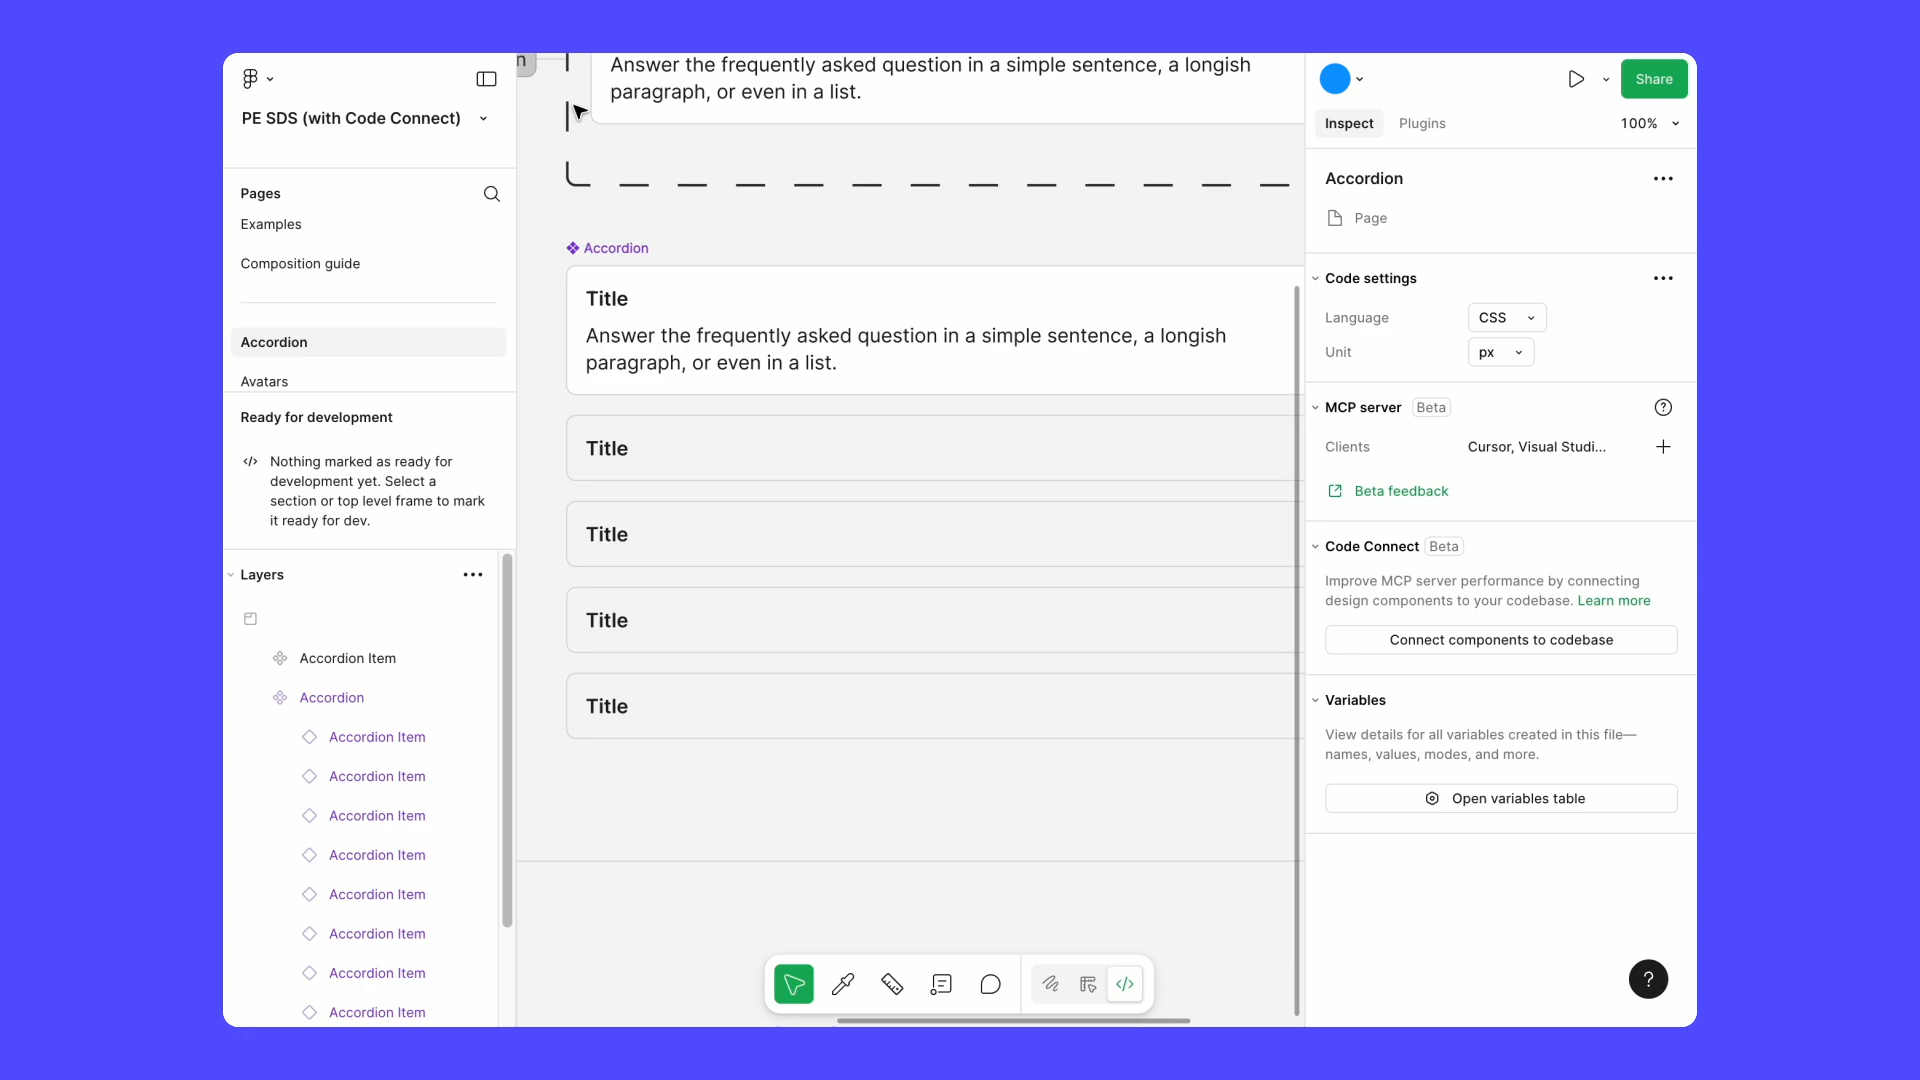 PE SDS (with Code Connect)
Pages
Examples
Composition guide
Accordion
Avatars
Ready for development
Nothing marked as ready for
development yet. Select a
section or top level frame to mark
it ready for dev.
Layers
Accordion Item
Accordion
Accordion Item
Accordion Item
Accordion Item
Accordion Item
Accordion Item
Accordion Item
Accordion Item
Accordion Item
n
Answer the frequently asked question in a simple sentence, a longish
paragraph, or even in a list.
Accordion
Title
Answer the frequently asked question in a simple sentence, a longish
paragraph, or even in a list.
Title
Title
Title
Title
Share
Inspect
Plugins
100%
Accordion
Page
Code settings
Language
CSS
Unit
px
MCP server
Beta
Clients
Cursor, Visual Studi...
Beta feedback
Code Connect
Beta
Improve MCP server performance by connecting
design components to your codebase. Learn more
Connect components to codebase
Variables
View details for all variables created in this file—
names, values, modes, and more.
Open variables table
?